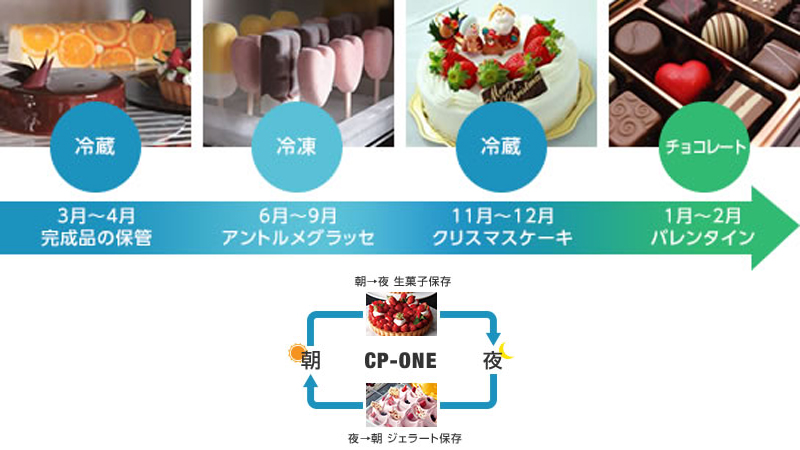 冷蔵
冷凍
冷蔵
チョコレート
3月～4月
完成品の保管
6月～9月
アントルメグラッセ
11月～12月
クリスマスケーキ
1月～2月
バレンタイン
朝→夜 生菓子保存
朝
CP-ONE
夜
夜→朝 ジェラート保存